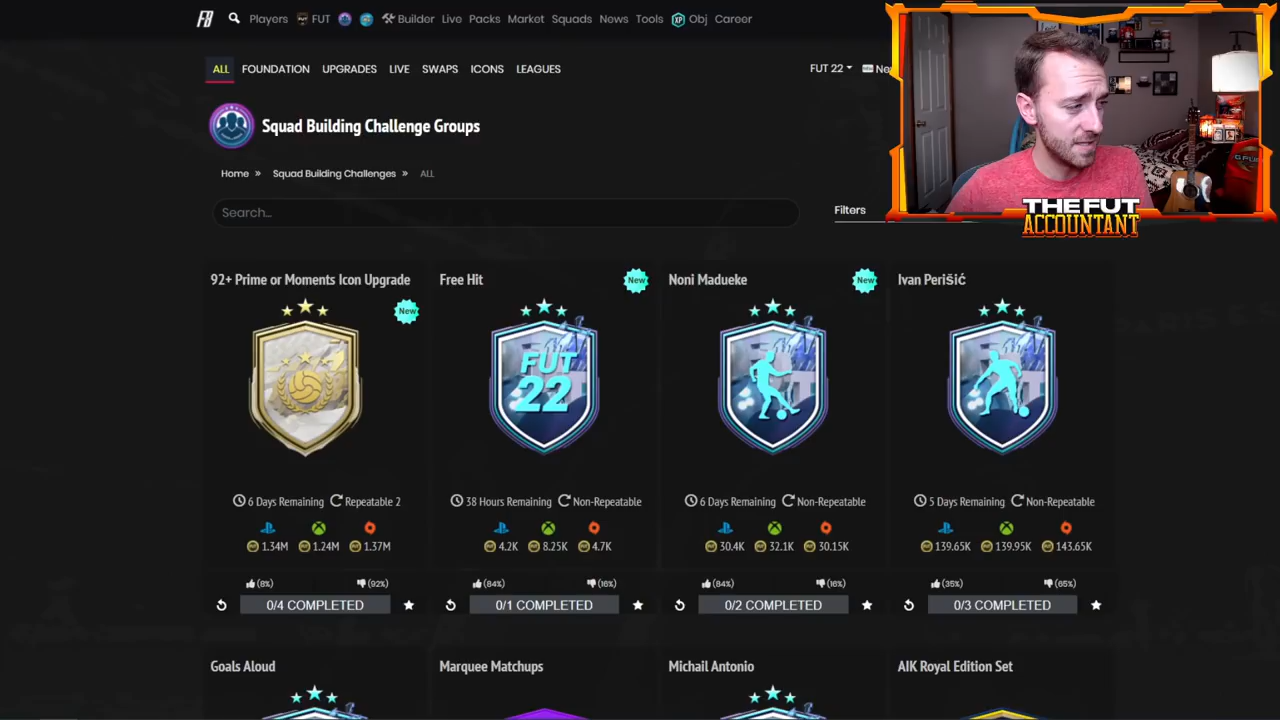 FB Players FUT Builder Live Packs Market Squads News Tools XP Obj Career
ALL FOUNDATION UPGRADES LIVE SWAPS ICONS LEAGUES FUT 22
Squad Building Challenge Groups
Home » Squad Building Challenges » ALL
Search...
Filters
THE FUT
ACCOUNTANT
92+ Prime or Moments Icon Upgrade
New
6 Days Remaining Repeatable 2
1.34M 1.24M 1.37M
(8%) (92%)
0/4 COMPLETED
Free Hit
New
FUT
22
38 Hours Remaining Non-Repeatable
4.2K 8.25K 4.7K
(84%) (16%)
0/1 COMPLETED
Noni Madueke
New
6 Days Remaining Non-Repeatable
30.4K 32.1K 30.15K
(84%) (16%)
0/2 COMPLETED
Ivan Perišić
5 Days Remaining Non-Repeatable
139.65K 139.95K 143.65K
(35%) (65%)
0/3 COMPLETED
Goals Aloud
Marquee Matchups
Michail Antonio
AIK Royal Edition Set